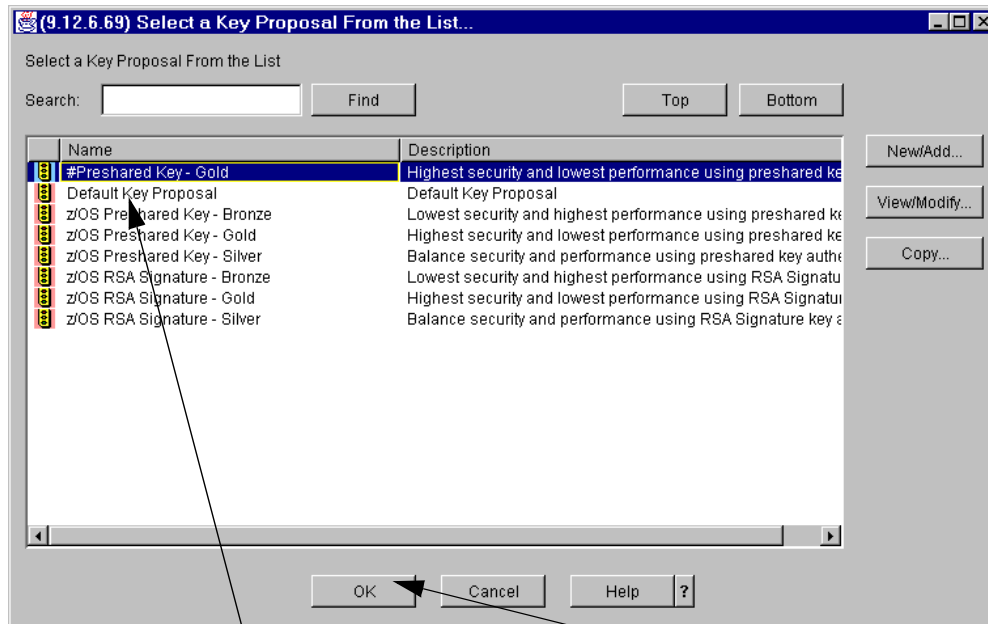 (9.12.6.69) Select a Key Proposal From the List...
Select a Key Proposal From the List
Search: Find Top Bottom
Name Description
#Preshared Key - Gold Highest security and lowest performance using preshared ke
Default Key Proposal Default Key Proposal
z/OS Preshared Key - Bronze Lowest security and highest performance using preshared ke
z/OS Preshared Key - Gold Highest security and lowest performance using preshared ke
z/OS Preshared Key - Silver Balance security and performance using preshared key authe
z/OS RSA Signature - Bronze Lowest security and highest performance using RSA Signatu
z/OS RSA Signature - Gold Highest security and lowest performance using RSA Signatur
z/OS RSA Signature - Silver Balance security and performance using RSA Signature key a
New/Add...
View/Modify...
Copy...
OK Cancel Help ?